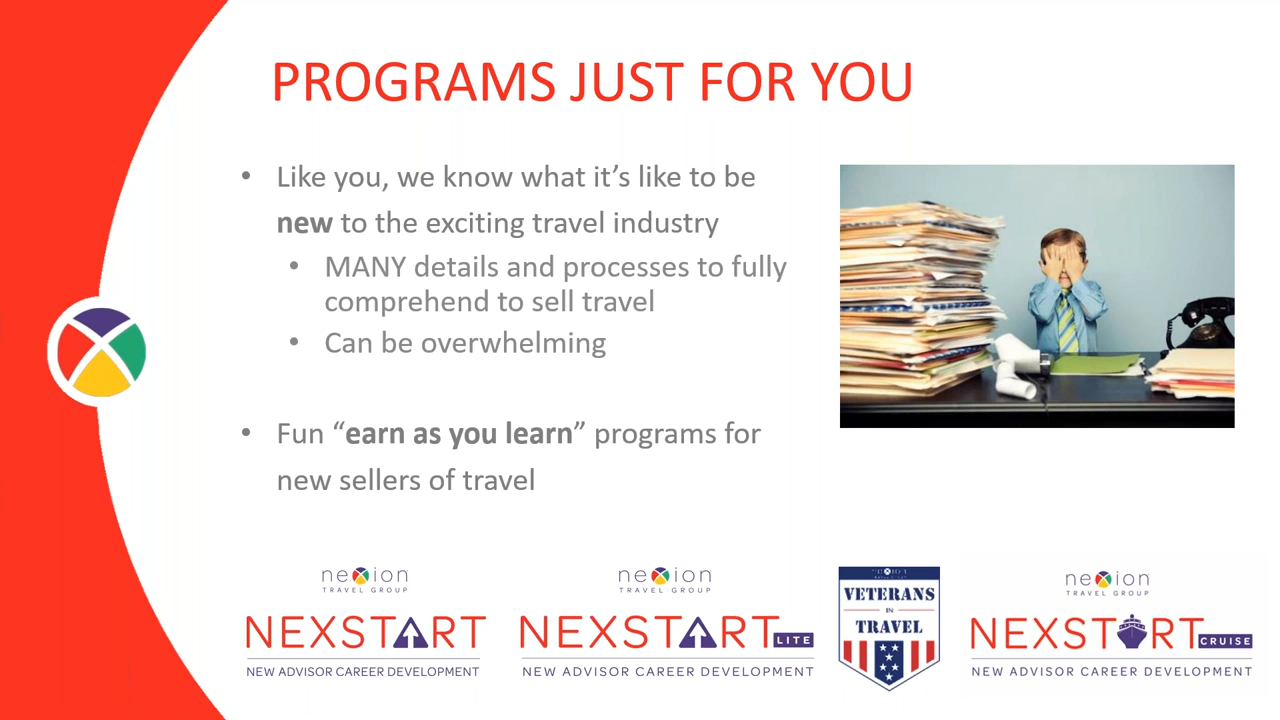 PROGRAMS JUST FOR YOU
• Like you, we know what it’s like to be
new to the exciting travel industry
• MANY details and processes to fully
comprehend to sell travel
• Can be overwhelming
• Fun “earn as you learn” programs for
new sellers of travel
nexion
TRAVEL GROUP
NEXSTART
NEW ADVISOR CAREER DEVELOPMENT
nexion
TRAVEL GROUP
NEXSTART LITE
NEW ADVISOR CAREER DEVELOPMENT
VETERANS
IN
TRAVEL
nexion
TRAVEL GROUP
NEXSTART CRUISE
NEW ADVISOR CAREER DEVELOPMENT